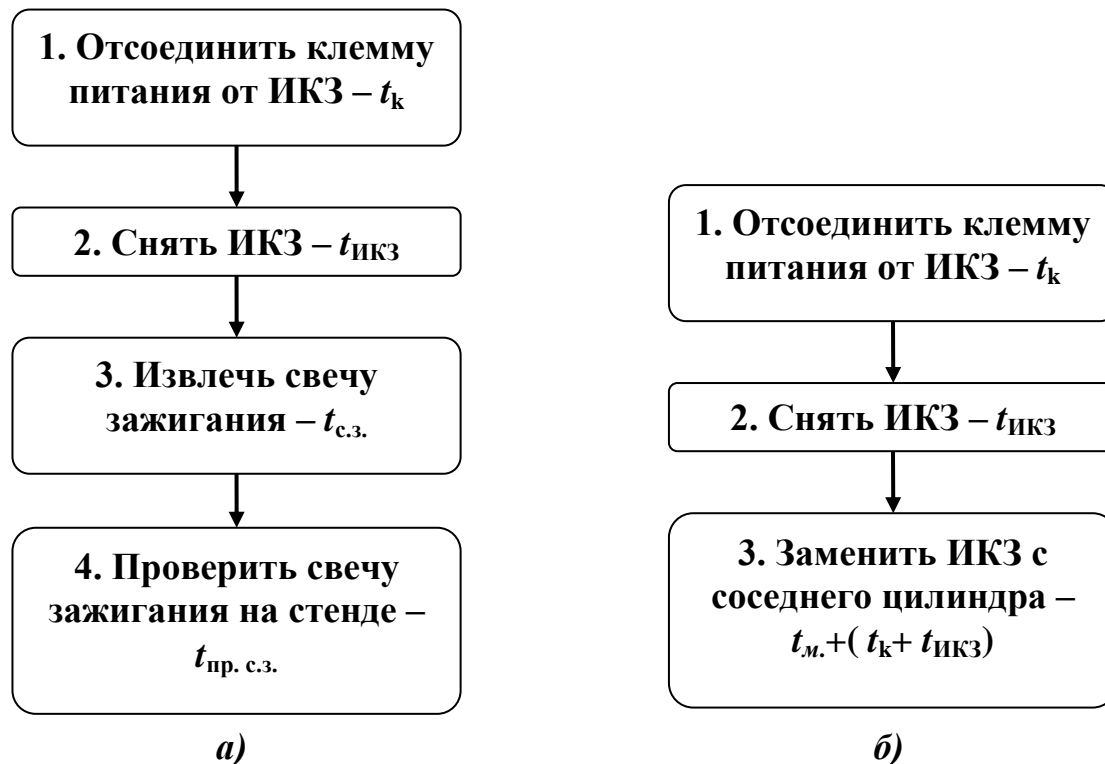 1. Отсоединить клемму
питания от ИКЗ – tk
2. Снять ИКЗ – tИКЗ
3. Извлечь свечу
зажигания – tс.з.
4. Проверить свечу
зажигания на стенде –
tпр. с.з.
а)
1. Отсоединить клемму
питания от ИКЗ – tk
2. Снять ИКЗ – tИКЗ
3. Заменить ИКЗ с
соседнего цилиндра –
tм.+( tk+ tИКЗ)
б)